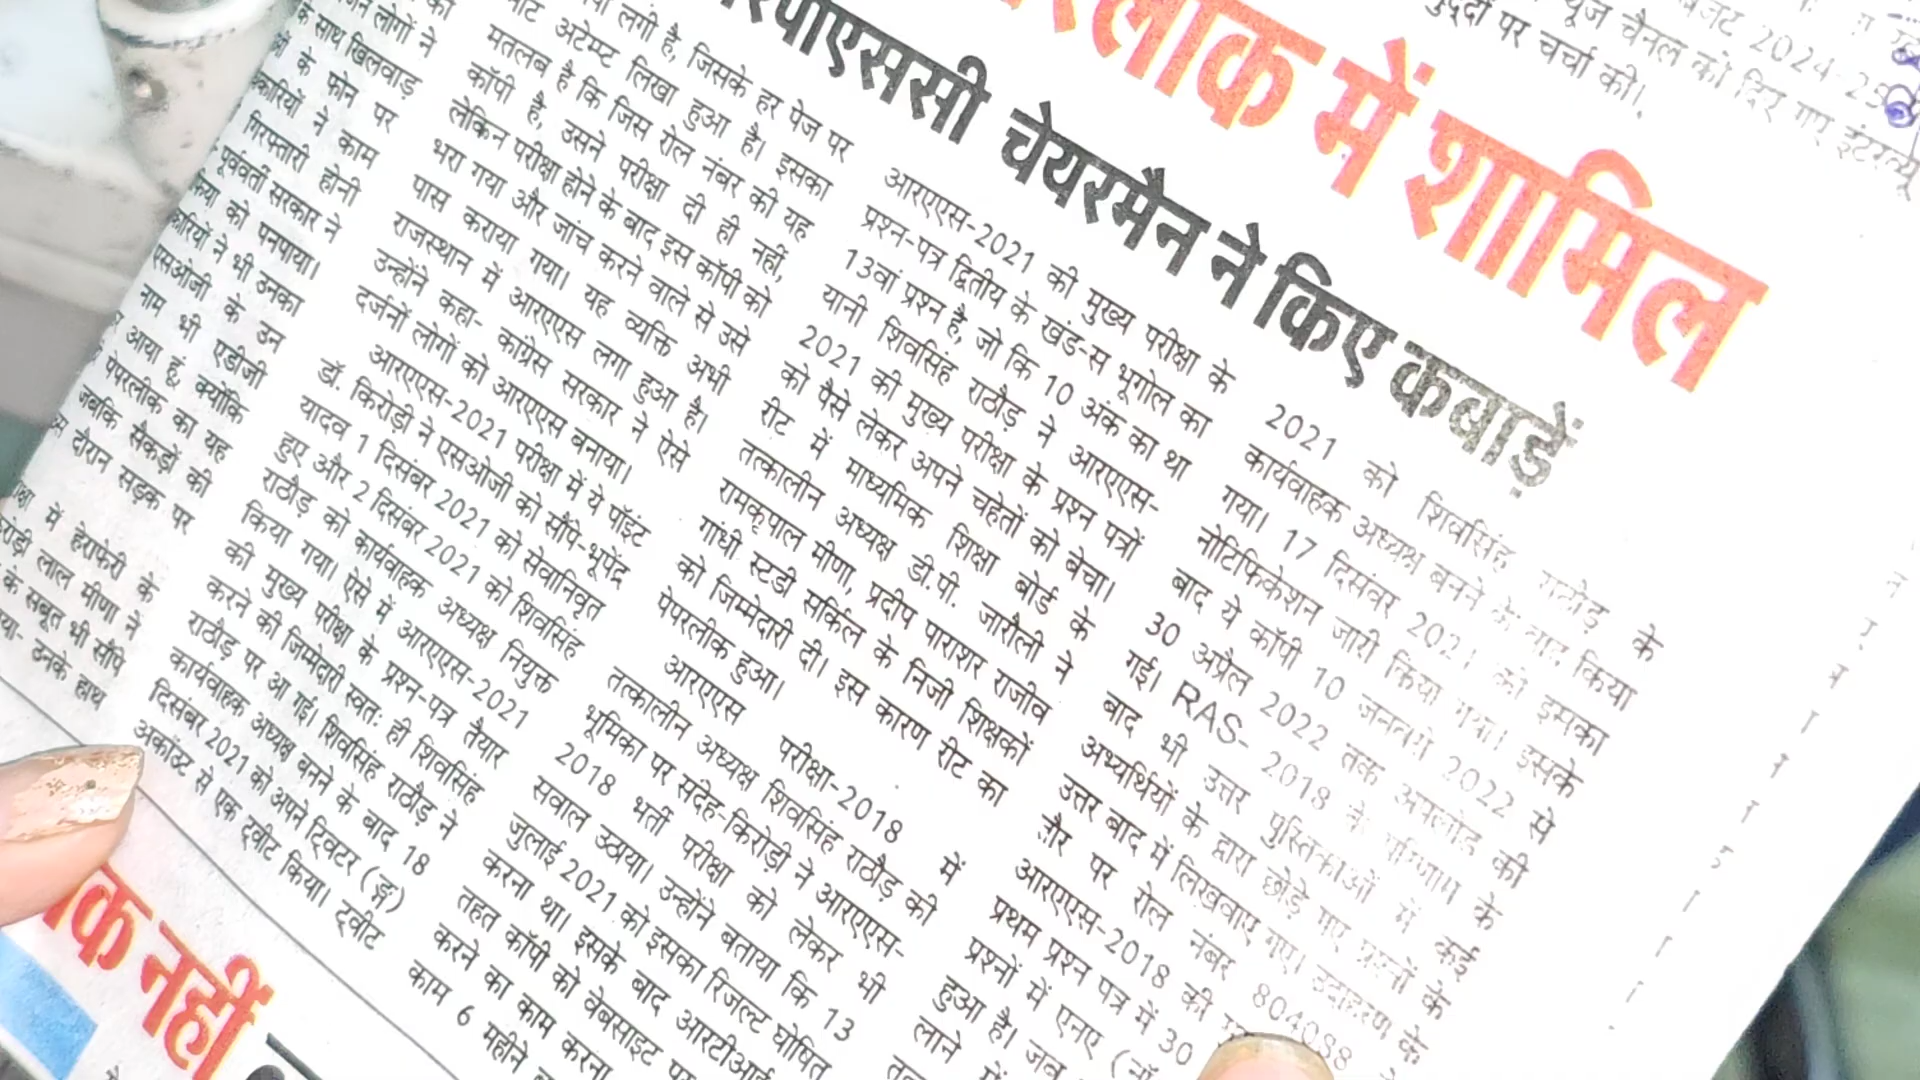 पेपरलीक में शामिल
आरपीएससी चेयरमैन ने किए कबाड़ें
लोगों ने
के साथ खिलवाड़
के फोन पर
ने काम
गिरफ्तारी होनी
पूर्ववर्ती सरकार ने
किया को पनपाया।
ने भी उनका
एसओजी के उन
नाम भी एडीजी
आया हूं, क्योंकि
पेपरलीक का यह
जबकि सैकड़ों की
दौरान सड़क पर
में हेराफेरी के
लाल मीणा ने
के सबूत भी सौंपे
उनके हाथ
लगी है, जिसके हर पेज पर
अटेम्प्ट लिखा हुआ है। इसका
मतलब है कि जिस रोल नंबर की यह
कॉपी है, उसने परीक्षा दी ही नहीं,
लेकिन परीक्षा होने के बाद इस कॉपी को
भरा गया और जांच करने वाले से उसे
पास कराया गया। यह व्यक्ति अभी
राजस्थान में आरएएस लगा हुआ है।
उन्होंने कहा- कांग्रेस सरकार ने ऐसे
दर्जनों लोगों को आरएएस बनाया।
आरएएस-2021 परीक्षा में ये पॉइंट
डॉ. किरोड़ी ने एसओजी को सौंपे-भूपेंद्र
यादव 1 दिसंबर 2021 को सेवानिवृत
हुए और 2 दिसंबर 2021 को शिवसिंह
राठौड़ को कार्यवाहक अध्यक्ष नियुक्त
किया गया। ऐसे में आरएएस-2021
की मुख्य परीक्षा के प्रश्न-पत्र तैयार
करने की जिम्मेदारी स्वतः ही शिवसिंह
राठौड़ पर आ गई। शिवसिंह राठौड़ ने
कार्यवाहक अध्यक्ष बनने के बाद 18
दिसंबर 2021 को अपने ट्विटर (ङ्ग)
अकांउट से एक ट्वीट किया। ट्वीट
आरएएस-2021 की मुख्य परीक्षा के
प्रश्न-पत्र द्वितीय के खंड-स भूगोल का
13वां प्रश्न है, जो कि 10 अंक का था
यानी शिवसिंह राठौड़ ने आरएएस-
2021 की मुख्य परीक्षा के प्रश्न पत्रों
को पैसे लेकर अपने चहेतों को बेचा।
रीट में माध्यमिक शिक्षा बोर्ड के
तत्कालीन अध्यक्ष डी.पी. जारौली ने
रामकृपाल मीणा, प्रदीप पाराशर राजीव
गांधी स्टडी सर्किल के निजी शिक्षकों
को जिम्मेदारी दी। इस कारण रीट का
पेपरलीक हुआ।
आरएएस परीक्षा-2018 में
तत्कालीन अध्यक्ष शिवसिंह राठौड़ की
भूमिका पर संदेह-किरोड़ी ने आरएएस-
2018 भर्ती परीक्षा को लेकर भी
सवाल उठाया। उन्होंने बताया कि 13
जुलाई 2021 को इसका रिजल्ट घोषित
करना था। इसके बाद आरटीआई
तहत कॉपी को वेबसाइट पर
करने का काम करना
काम 6 महीने
2021 को शिवसिंह राठौड़ के
कार्यवाहक अध्यक्ष बनने के बाद किया
गया। 17 दिसंबर 2021 को इसका
नोटिफिकेशन जारी किया गया। इसके
बाद ये कॉपी 10 जनवरी 2022 से
30 अप्रैल 2022 तक अपलोड की
गई। RAS- 2018 के परिणाम के
बाद भी उत्तर पुस्तिकाओं में कई
अभ्यर्थियों के द्वारा छोड़े गए प्रश्नों के
उत्तर बाद में लिखवाए गए। उदाहरण के
तौर पर रोल नंबर 804088
आरएएस-2018 की
प्रथम प्रश्न पत्र में 30
प्रश्नों में एनए
हुआ है। जब
लाने में
मुद्दों पर चर्चा की।
न्यूज चैनल को दिए गए इंटरव्यू
बजट 2024-25
नहीं